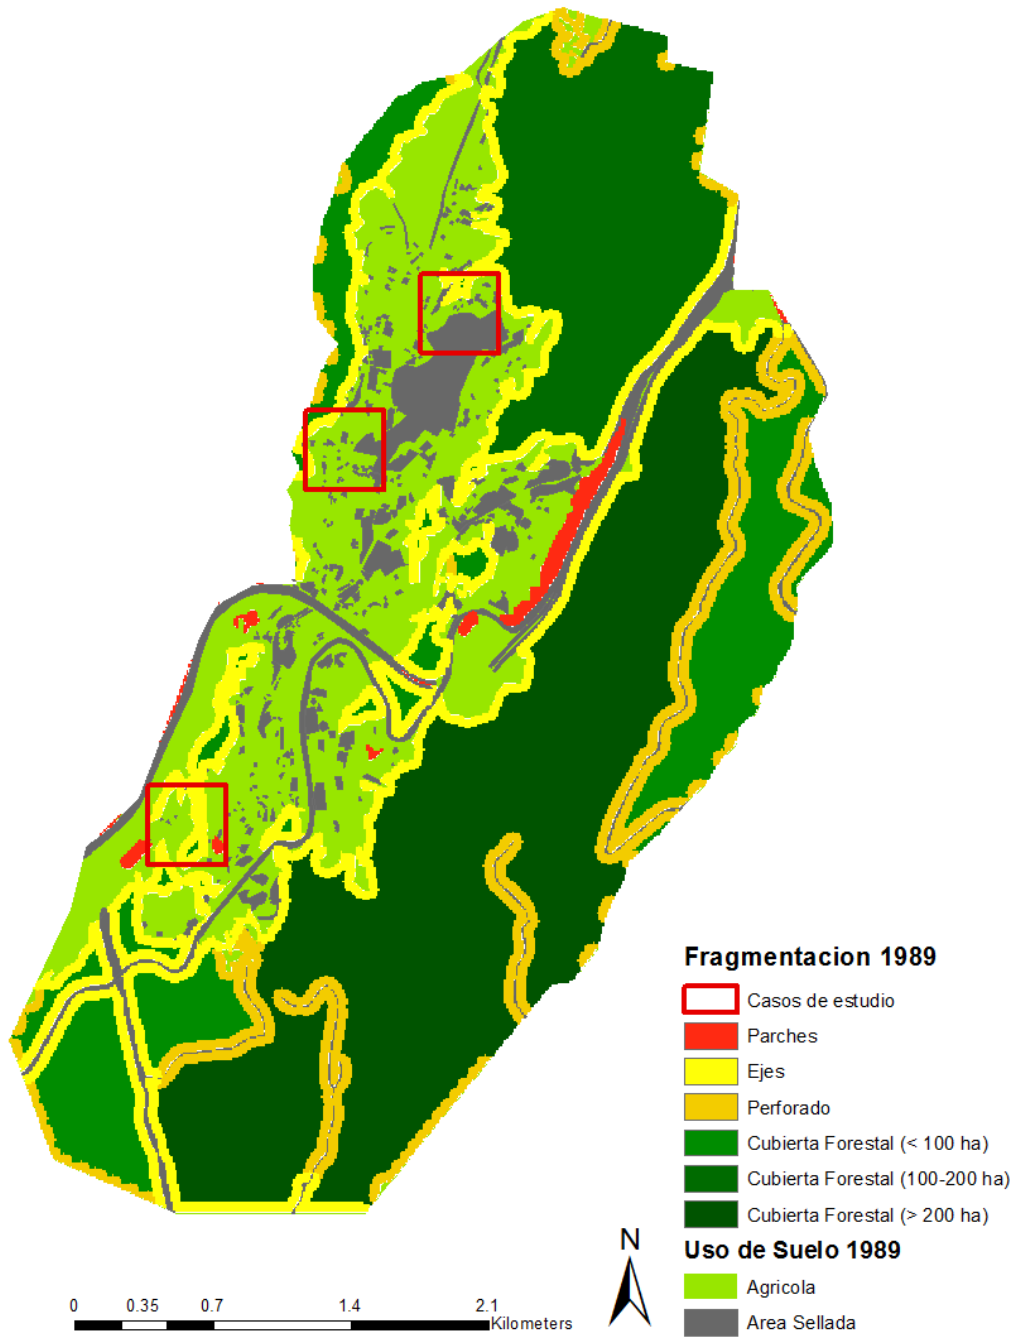 Fragmentacion 1989
Casos de estudio
Parches
Ejes
Perforado
Cubierta Forestal (< 100 ha)
Cubierta Forestal (100-200 ha)
Cubierta Forestal (> 200 ha)
Uso de Suelo 1989
Agricola
Area Sellada
N
0 0.35 0.7 1.4 2.1
Kilometers